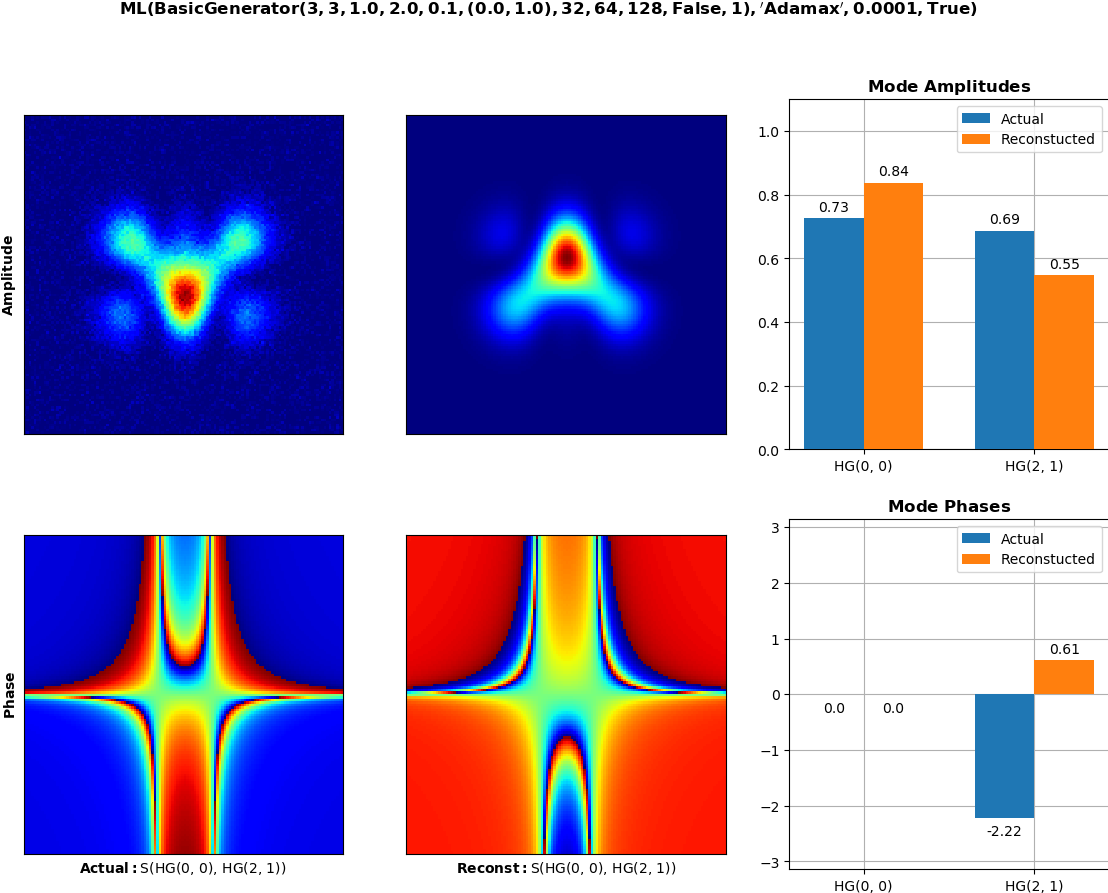 ML(BasicGenerator(3, 3, 1.0, 2.0, 0.1, (0.0, 1.0), 32, 64, 128, False, 1), ′Adamax′, 0.0001, True)
Amplitude
Mode Amplitudes
Actual
Reconstucted
1.0
0.8
0.6
0.4
0.2
0.0
0.73
0.84
0.69
0.55
HG(0, 0)
HG(2, 1)
Phase
Actual: S(HG(0, 0), HG(2, 1))
Reconst: S(HG(0, 0), HG(2, 1))
Mode Phases
Actual
Reconstucted
3
2
1
0
−1
−2
−3
0.0
0.0
-2.22
0.61
HG(0, 0)
HG(2, 1)